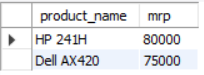 product_name mrp
HP 241H 80000
Dell AX420 75000